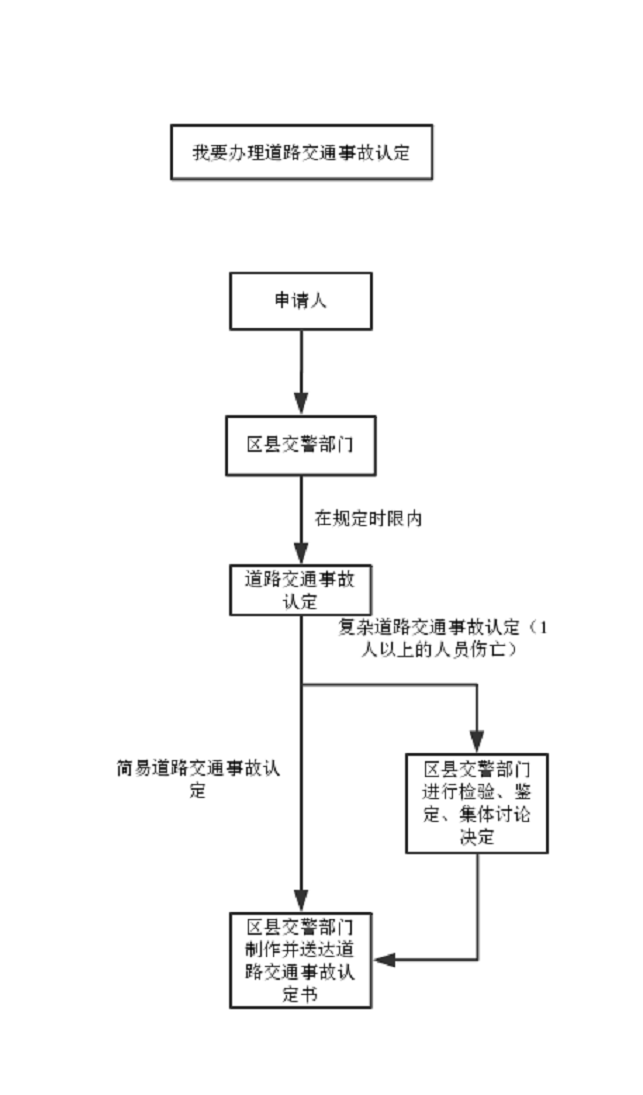 我要办理道路交通事故认定
申请人
区县交警部门
在规定时限内
道路交通事故
认定
复杂道路交通事故认定（1
人以上的人员伤亡）
简易道路交通事故认
定
区县交警部门
进行检验、鉴
定、集体讨论
决定
区县交警部门
制作并送达道
路交通事故认
定书